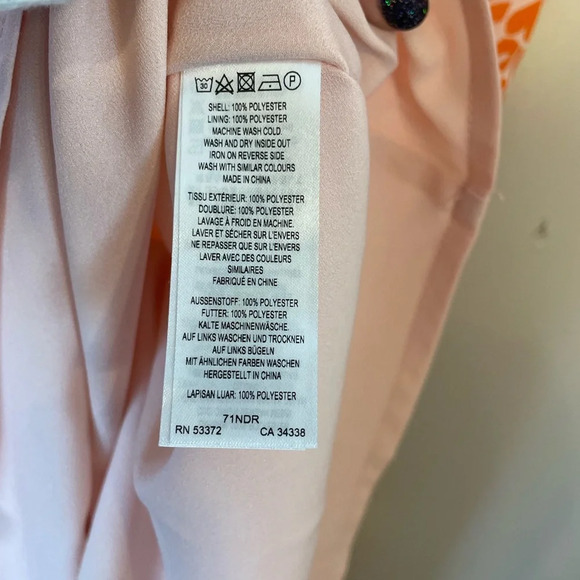 30
P
SHELL: 100% POLYESTER
LINING: 100% POLYESTER
MACHINE WASH COLD.
WASH AND DRY INSIDE OUT
IRON ON REVERSE SIDE
WASH WITH SIMILAR COLOURS
MADE IN CHINA
TISSU EXTÉRIEUR: 100% POLYESTER
DOUBLURE: 100% POLYESTER
LAVAGE À FROID EN MACHINE.
LAVER ET SÉCHER SUR L'ENVERS
NE REPASSER QUE SUR L'ENVERS
LAVER AVEC DES COULEURS
SIMILAIRES
FABRIQUÉ EN CHINE
AUSSENSTOFF: 100% POLYESTER
FUTTER: 100% POLYESTER
KALTE MASCHINENWÄSCHE.
AUF LINKS WASCHEN UND TROCKNEN
AUF LINKS BÜGELN
MIT ÄHNLICHEN FARBEN WASCHEN
HERGESTELLT IN CHINA
LAPISAN LUAR: 100% POLYESTER
71NDR
RN 53372 CA 34338